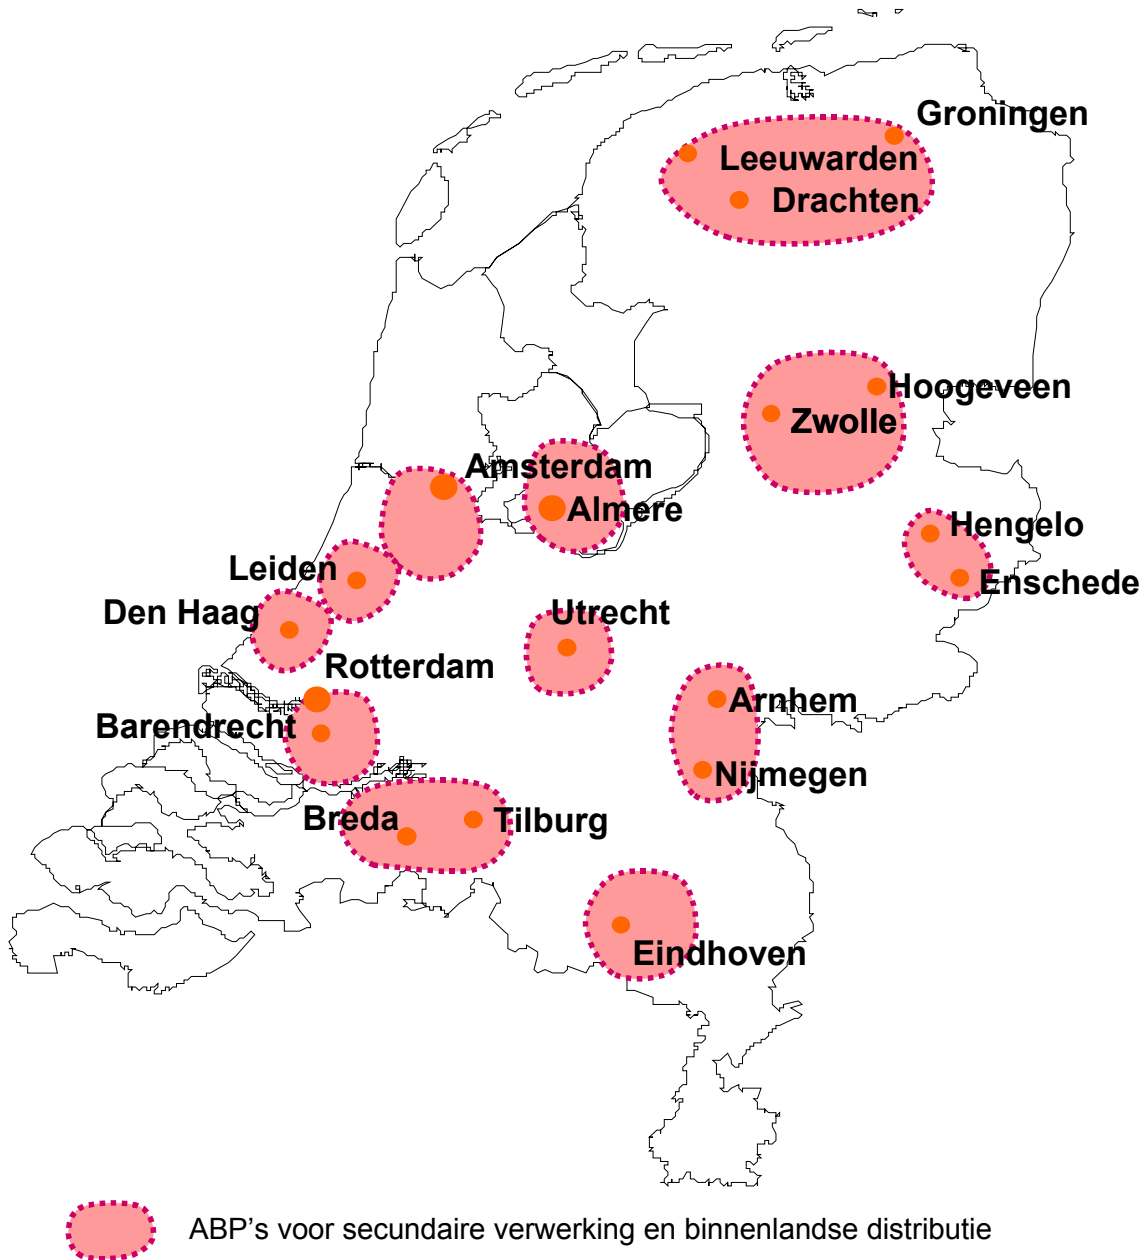 Groningen
Leeuwarden
Drachten
Hoogeveen
Zwolle
Amsterdam
Almere
Hengelo
Leiden
Enschede
Den Haag
Utrecht
Rotterdam
Arnhem
Barendrecht
Nijmegen
Breda
Tilburg
Eindhoven
ABP's voor secundaire verwerking en binnenlandse distributie